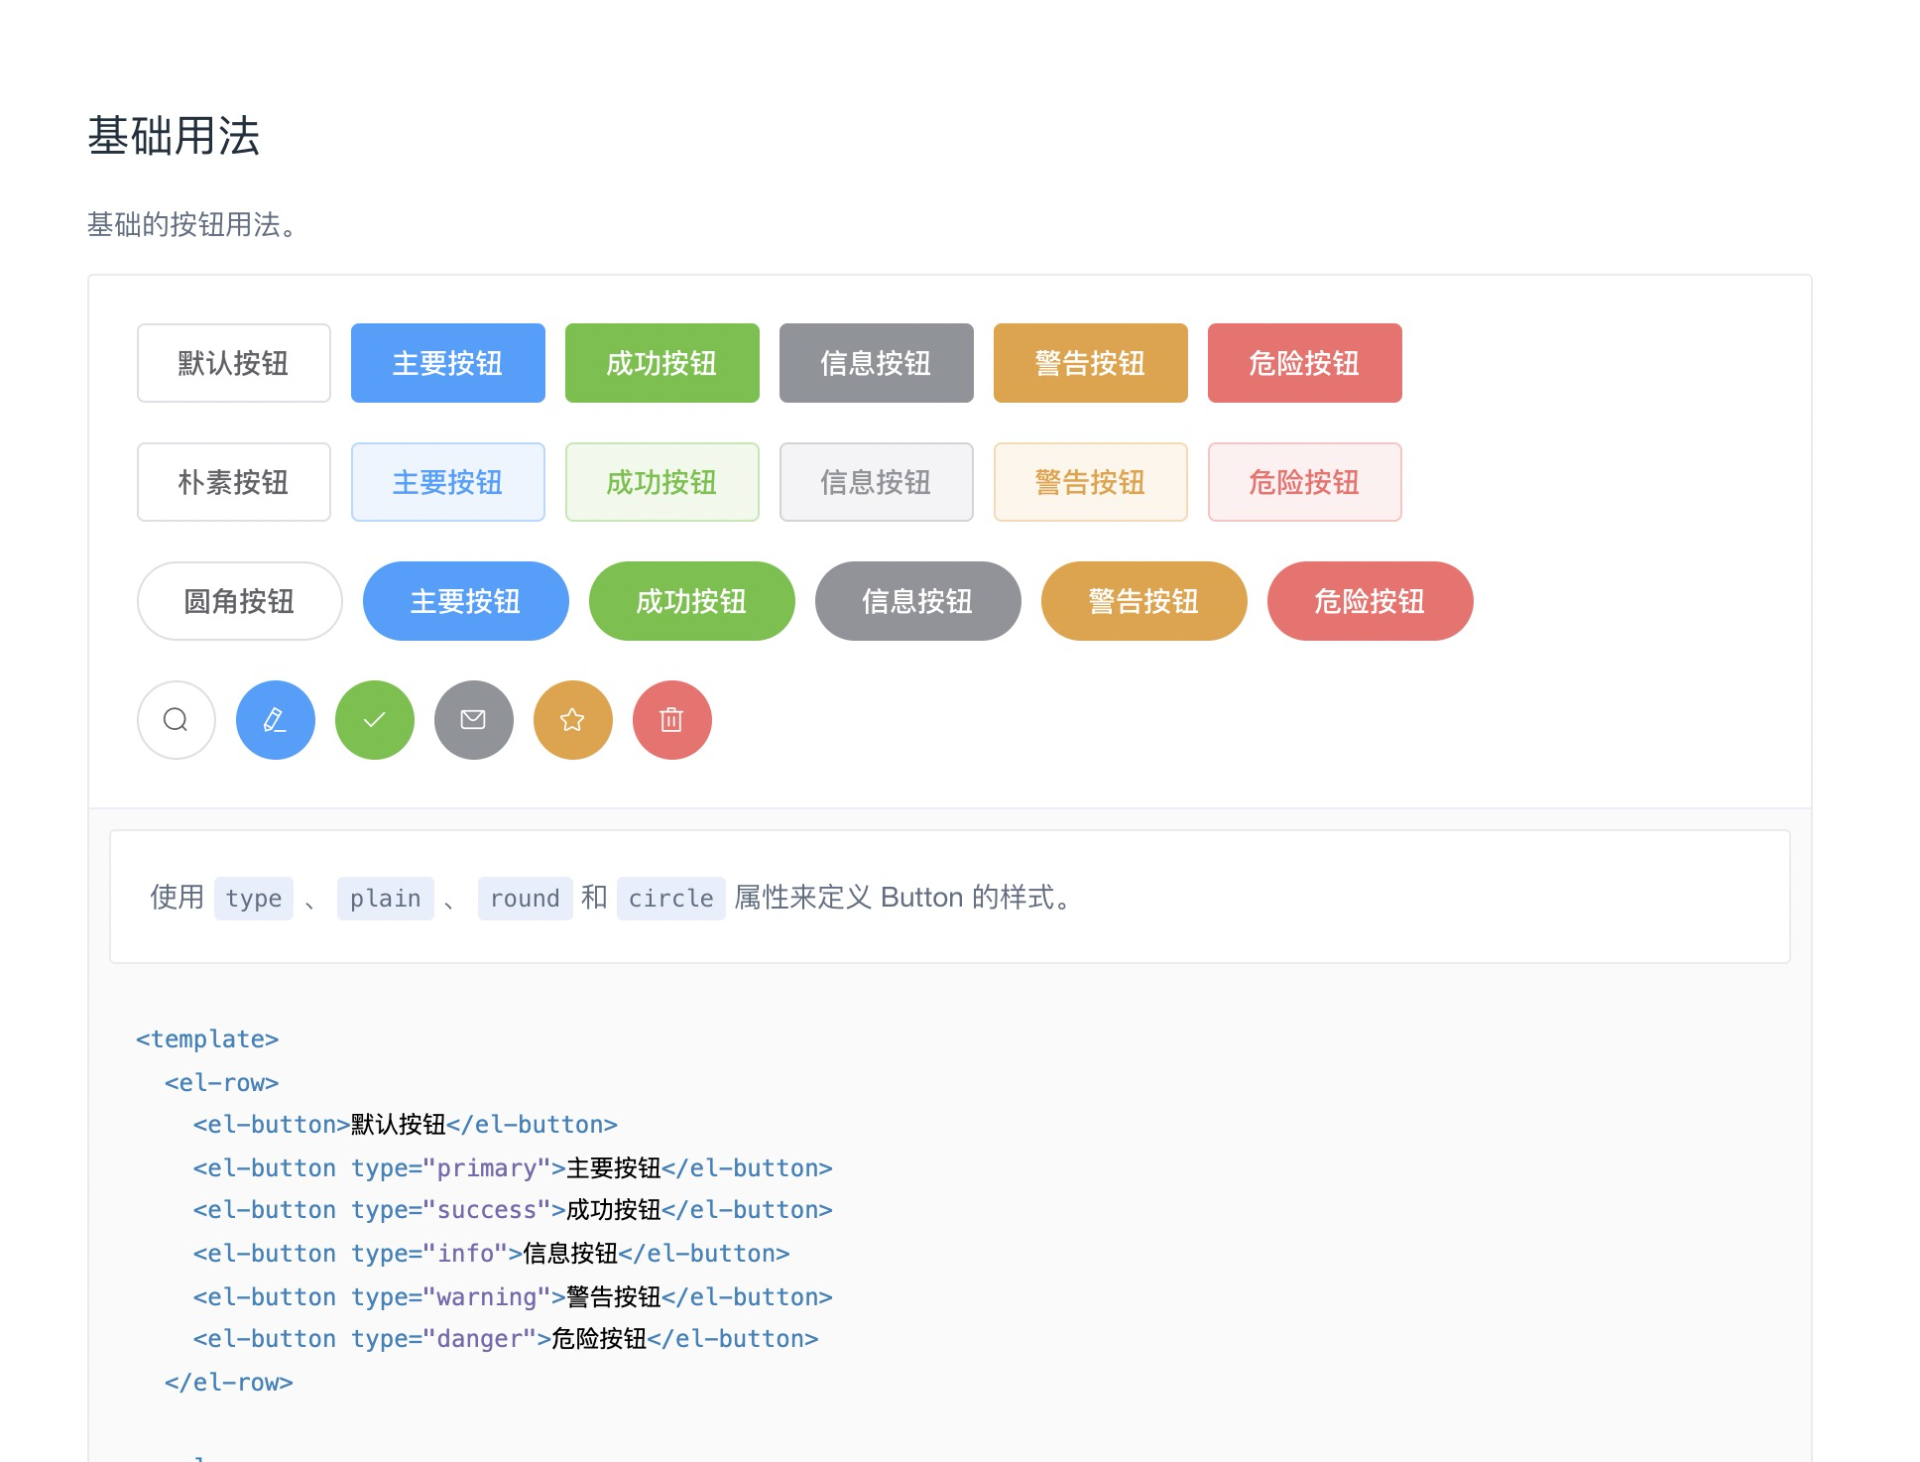 基础用法
基础的按钮用法。
默认按钮 主要按钮 成功按钮 信息按钮 警告按钮 危险按钮
朴素按钮 主要按钮 成功按钮 信息按钮 警告按钮 危险按钮
圆角按钮 主要按钮 成功按钮 信息按钮 警告按钮 危险按钮
使用 type 、 plain 、 round 和 circle 属性来定义 Button 的样式。
<template>
  <el-row>
    <el-button>默认按钮</el-button>
    <el-button type="primary">主要按钮</el-button>
    <el-button type="success">成功按钮</el-button>
    <el-button type="info">信息按钮</el-button>
    <el-button type="warning">警告按钮</el-button>
    <el-button type="danger">危险按钮</el-button>
  </el-row>